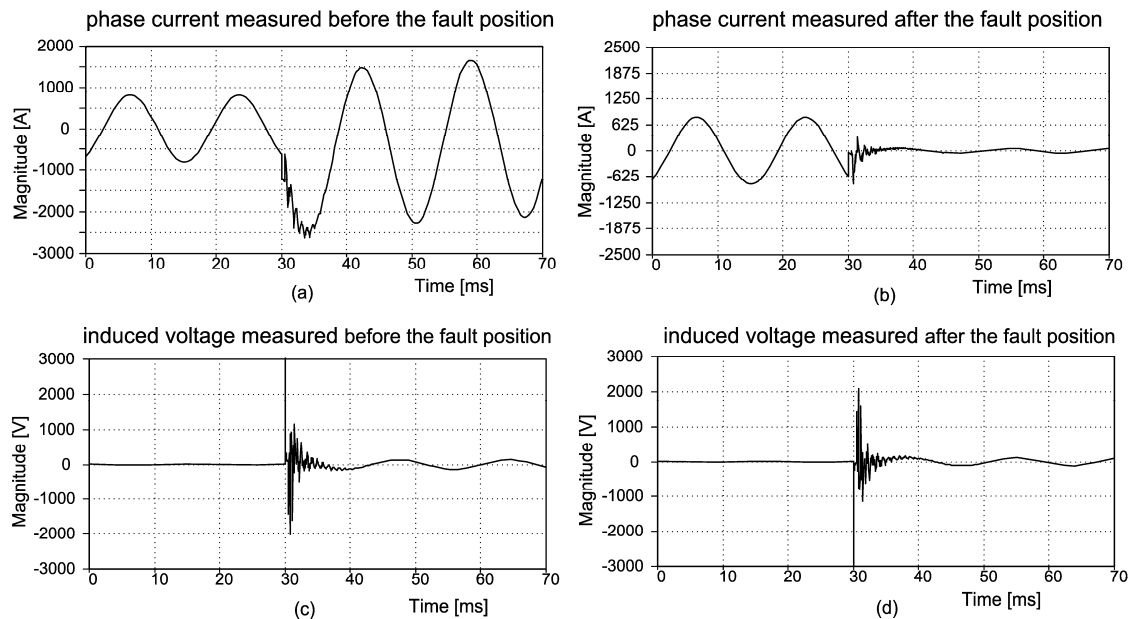 phase current measured before the fault position
2000
1000
0
-1000
-2000
-3000
Magnitude [A]
0 10 20 30 40 50 60 70
Time [ms]
(a)
phase current measured after the fault position
2500
1875
1250
625
0
-625
-1250
-1875
-2500
Magnitude [A]
0 10 20 30 40 50 60 70
Time [ms]
(b)
induced voltage measured before the fault position
3000
2000
1000
0
-1000
-2000
-3000
Magnitude [V]
0 10 20 30 40 50 60 70
Time [ms]
(c)
induced voltage measured after the fault position
3000
2000
1000
0
-1000
-2000
-3000
Magnitude [V]
0 10 20 30 40 50 60 70
Time [ms]
(d)